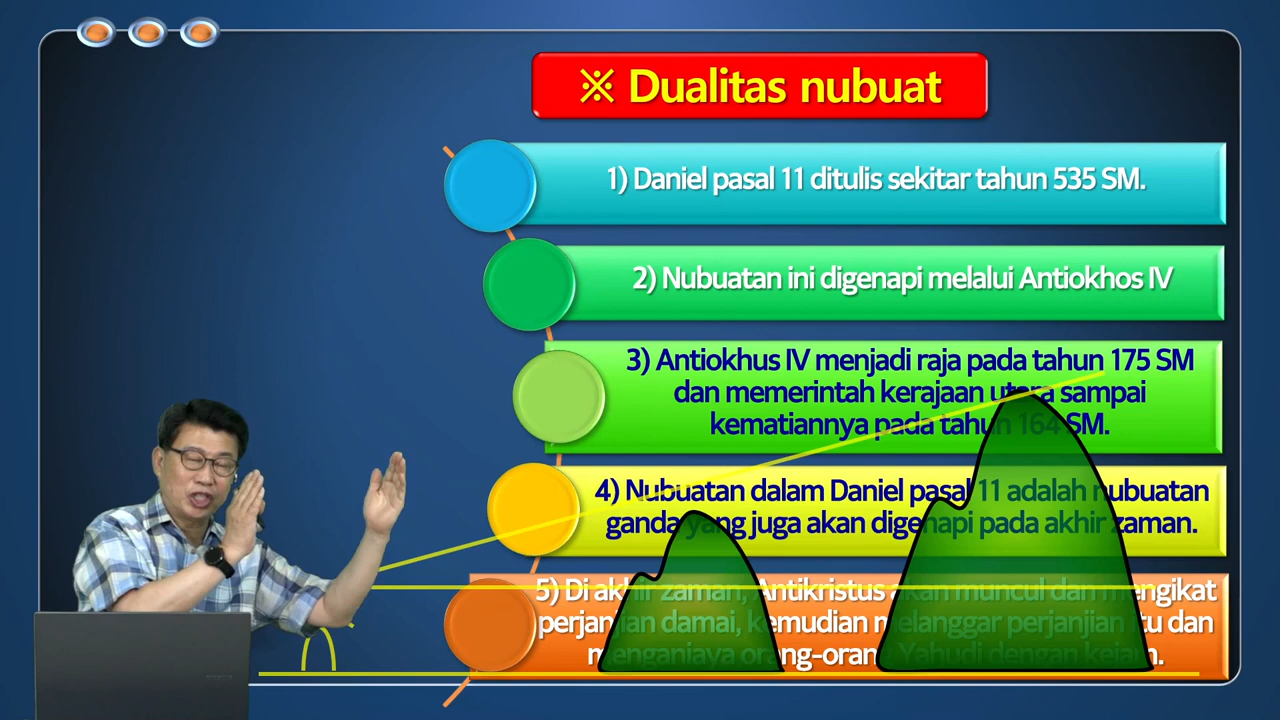 ※ Dualitas nubuat
1) Daniel pasal 11 ditulis sekitar tahun 535 SM.
2) Nubuatan ini digenapi melalui Antiokhos IV
3) Antiokhus IV menjadi raja pada tahun 175 SM
dan memerintah kerajaan utara sampai
kematiannya pada tahun 164 SM.
4) Nubuatan dalam Daniel pasal 11 adalah nubuatan
ganda yang juga akan digenapi pada akhir zaman.
5) Di akhir zaman, Antikristus akan muncul dan mengikat
perjanjian damai, kemudian melanggar perjanjian itu dan
menganiaya orang-orang Yahudi dengan kejam.